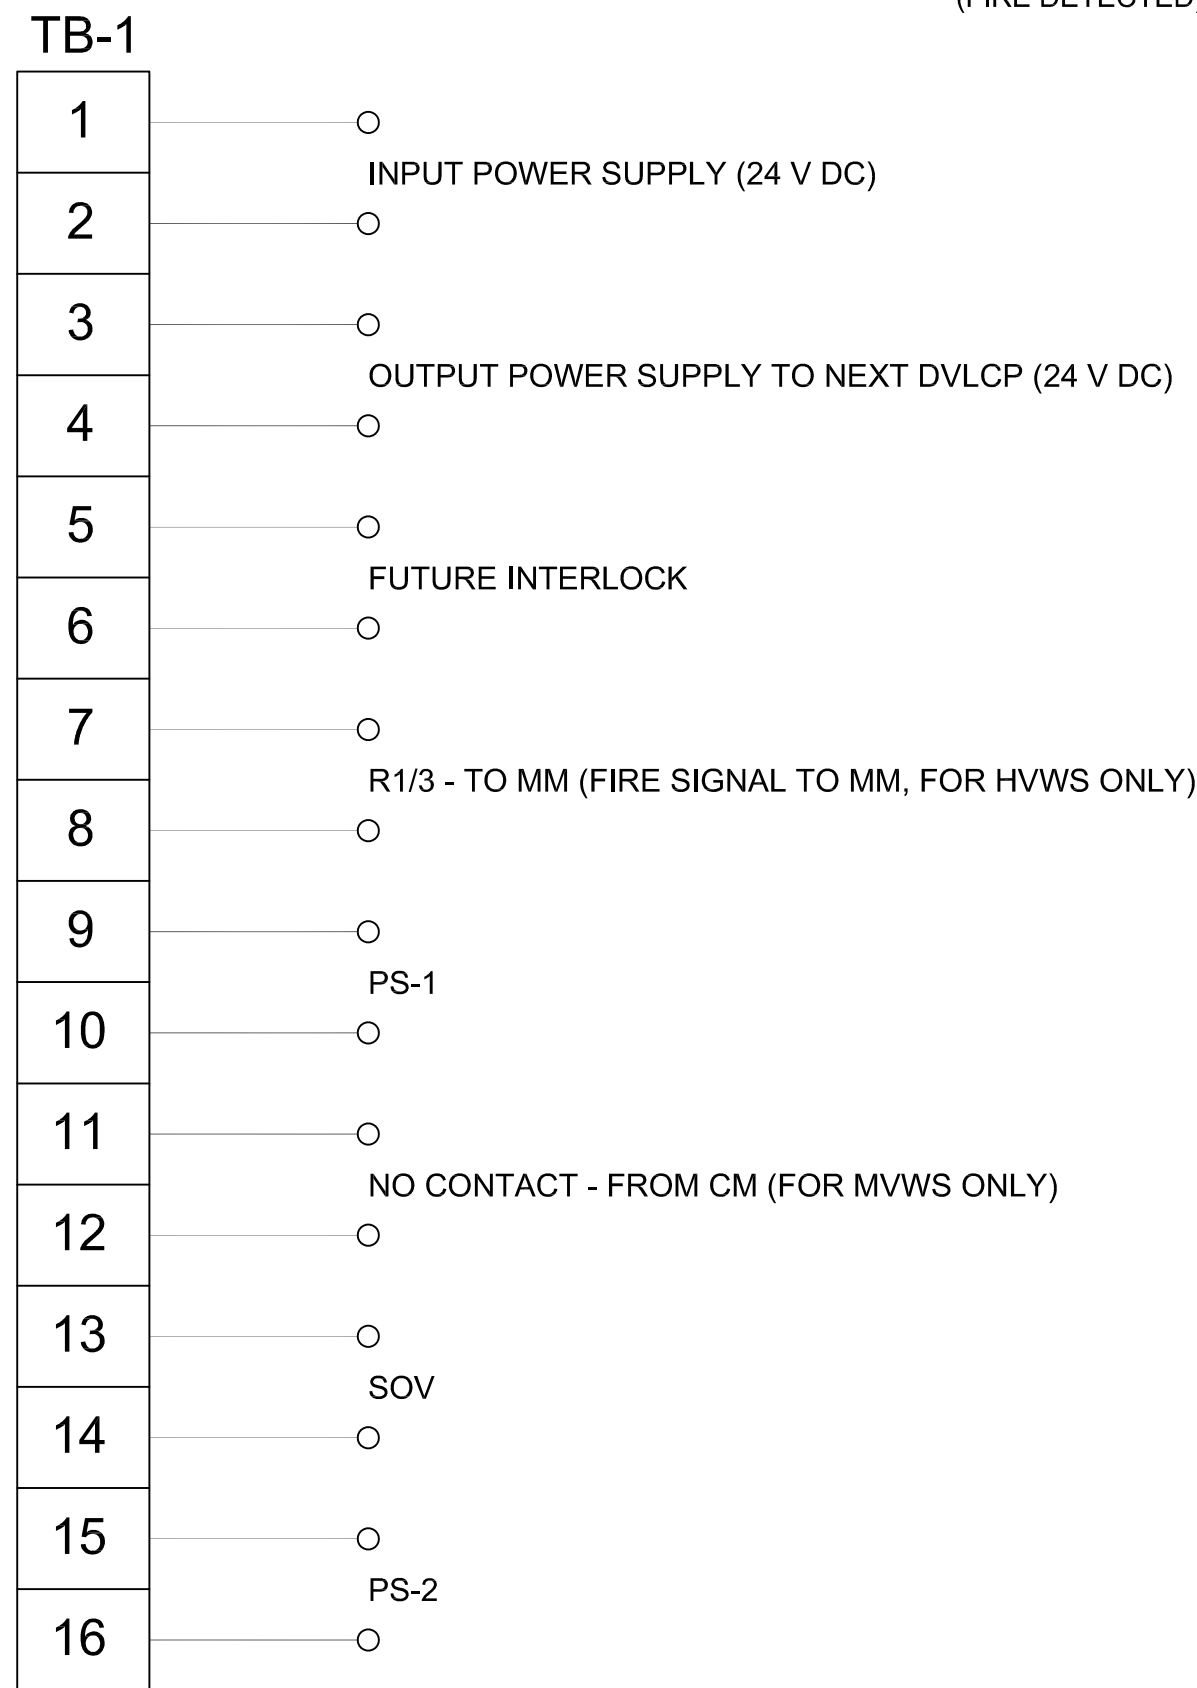 (FIRE DETECTED)
TB-1
1
INPUT POWER SUPPLY (24 V DC)
2
3
OUTPUT POWER SUPPLY TO NEXT DVLCP (24 V DC)
4
5
FUTURE INTERLOCK
6
7
R1/3 - TO MM (FIRE SIGNAL TO MM, FOR HVWS ONLY)
8
9
PS-1
10
11
NO CONTACT - FROM CM (FOR MVWS ONLY)
12
13
SOV
14
15
PS-2
16